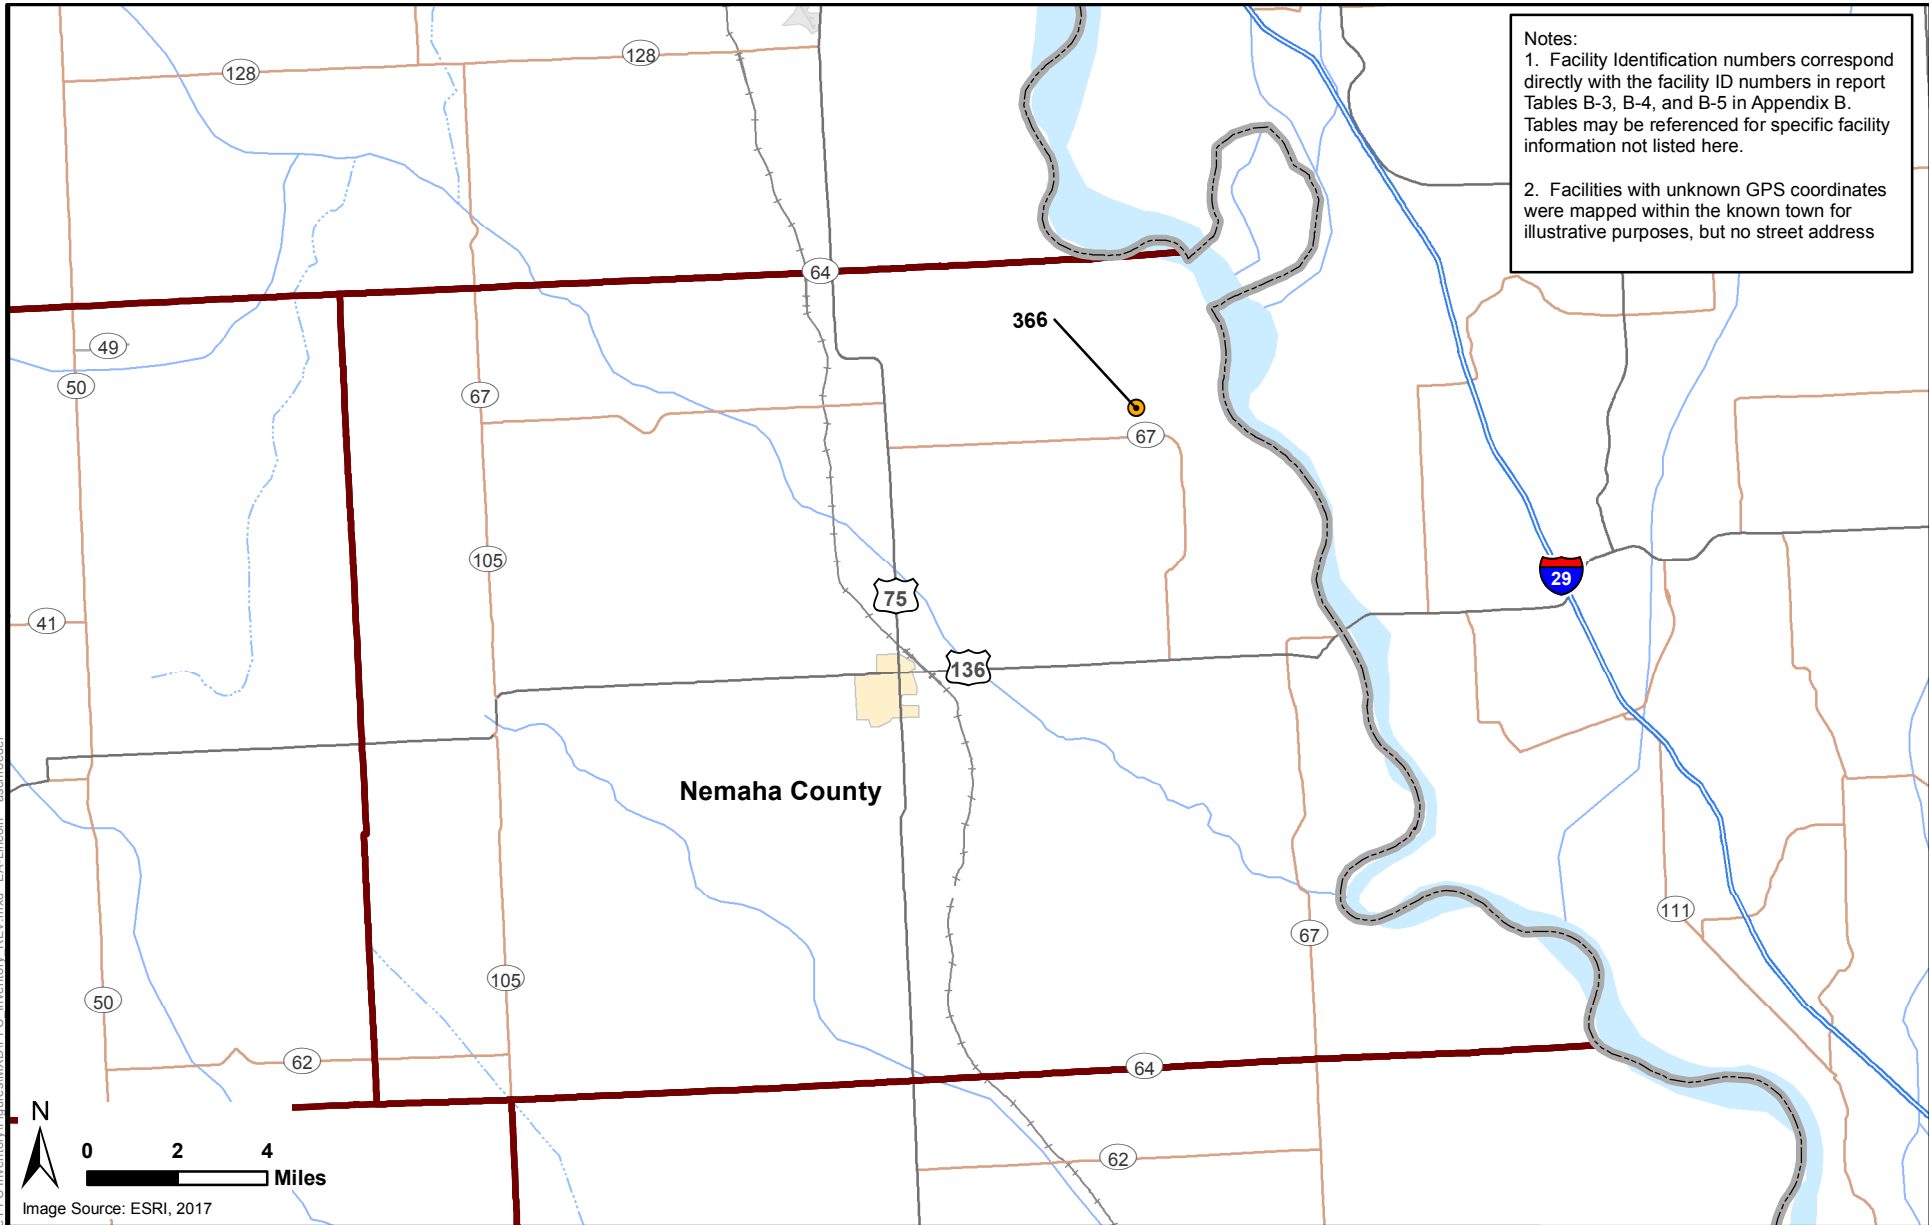 Notes:
1. Facility Identification numbers correspond
directly with the facility ID numbers in report
Tables B-3, B-4, and B-5 in Appendix B.
Tables may be referenced for specific facility
information not listed here.
2. Facilities with unknown GPS coordinates
were mapped within the known town for
illustrative purposes, but no street address
128
128
64
366
49
50
67
67
105
75
29
41
136
Nemaha County
111
67
105
50
62
64
62
N
0 2 4
Miles
Image Source: ESRI, 2017